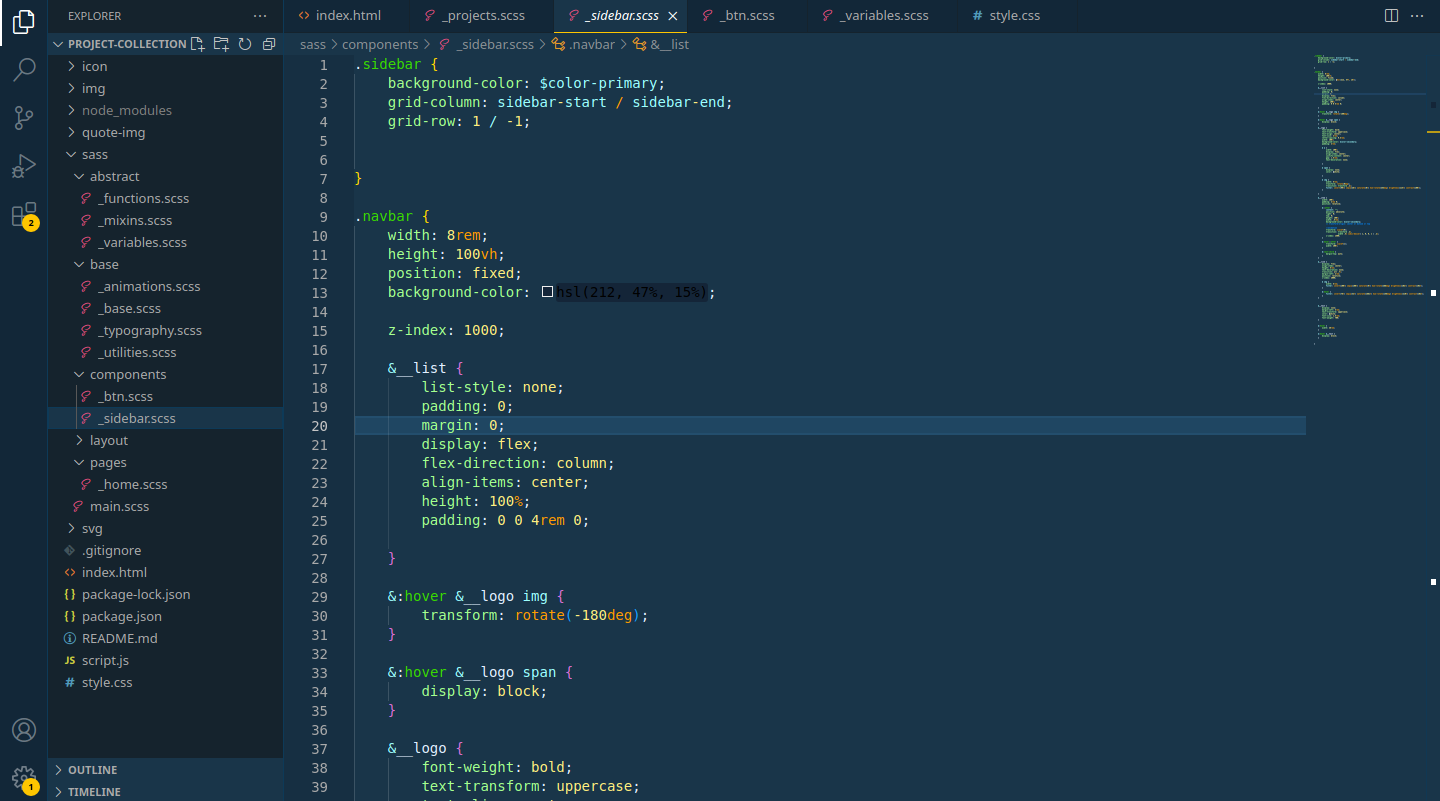 EXPLORER
index.html
_projects.scss
_sidebar.scss
_btn.scss
_variables.scss
# style.css
PROJECT-COLLECTION
sass > components > _sidebar.scss > .navbar > &__list
icon
img
node_modules
quote-img
sass
abstract
_functions.scss
_mixins.scss
_variables.scss
base
_animations.scss
_base.scss
_typography.scss
_utilities.scss
components
_btn.scss
_sidebar.scss
layout
pages
_home.scss
main.scss
svg
.gitignore
index.html
{} package-lock.json
{} package.json
README.md
JS script.js
# style.css
OUTLINE
TIMELINE
2
1
1 .sidebar {
2 background-color: $color-primary;
3 grid-column: sidebar-start / sidebar-end;
4 grid-row: 1 / -1;
5
6
7 }
8
9 .navbar {
10 width: 8rem;
11 height: 100vh;
12 position: fixed;
13 background-color: hsl(212, 47%, 15%);
14
15 z-index: 1000;
16
17 &__list {
18 list-style: none;
19 padding: 0;
20 margin: 0;
21 display: flex;
22 flex-direction: column;
23 align-items: center;
24 height: 100%;
25 padding: 0 0 4rem 0;
26
27 }
28
29 &:hover &__logo img {
30 transform: rotate(-180deg);
31 }
32
33 &:hover &__logo span {
34 display: block;
35 }
36
37 &__logo {
38 font-weight: bold;
39 text-transform: uppercase;